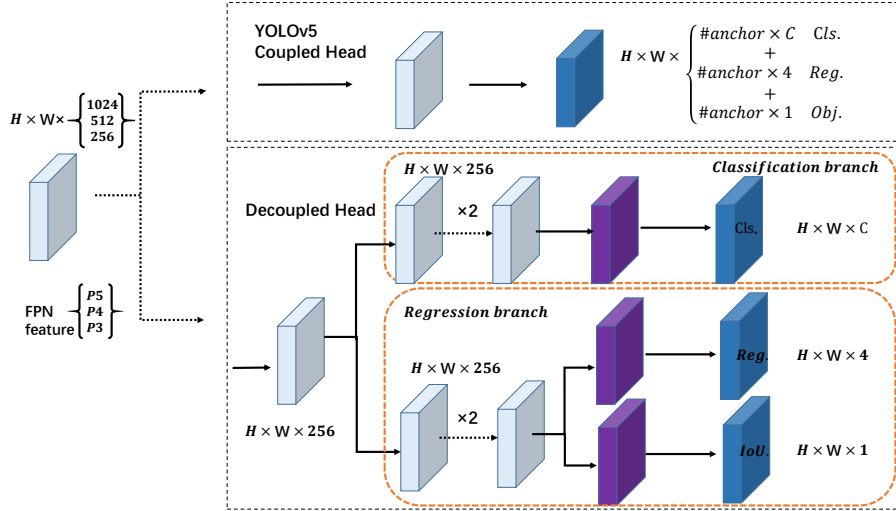 YOLOv5
Coupled Head
H × W ×
#anchor × C Cls.
+
#anchor × 4 Reg.
+
#anchor × 1 Obj.
H × W×
1024
512
256
FPN
feature
P5
P4
P3
Decoupled Head
H × W × 256
Classification branch
×2
Cls.
H × W × C
H × W × 256
Regression branch
H × W × 256
×2
Reg.
H × W × 4
IoU.
H × W × 1